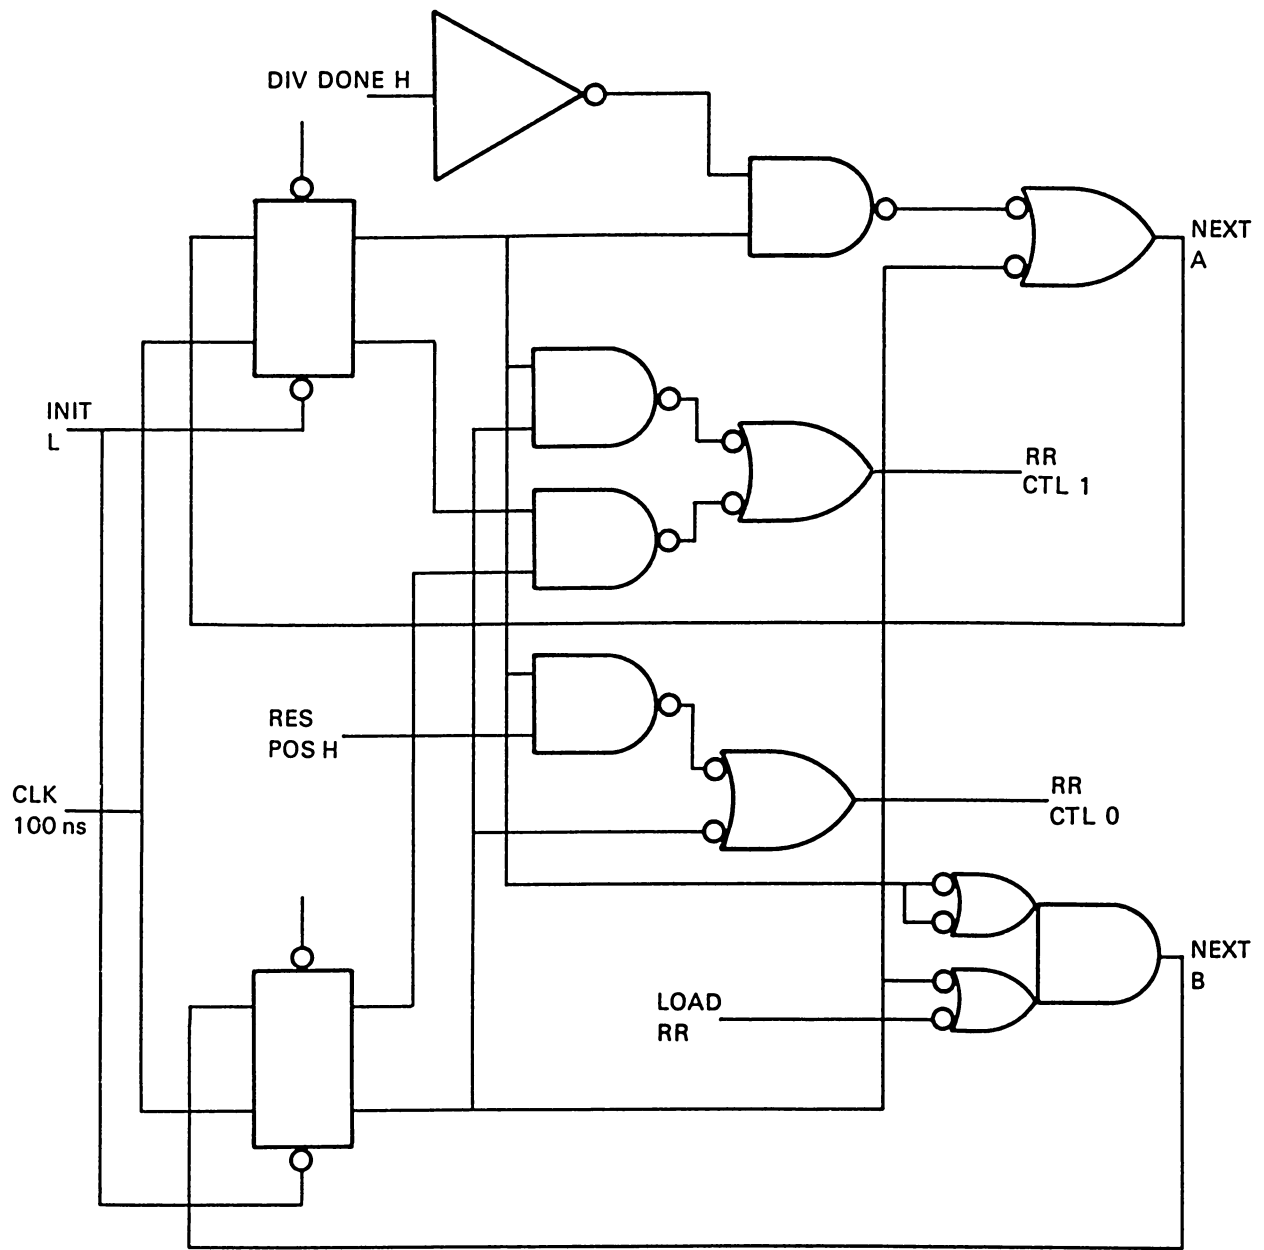 DIV DONE H
NEXT
A
INIT
L
RR
CTL 1
RES
POS H
CLK
100 ns
RR
CTL 0
NEXT
B
LOAD
RR